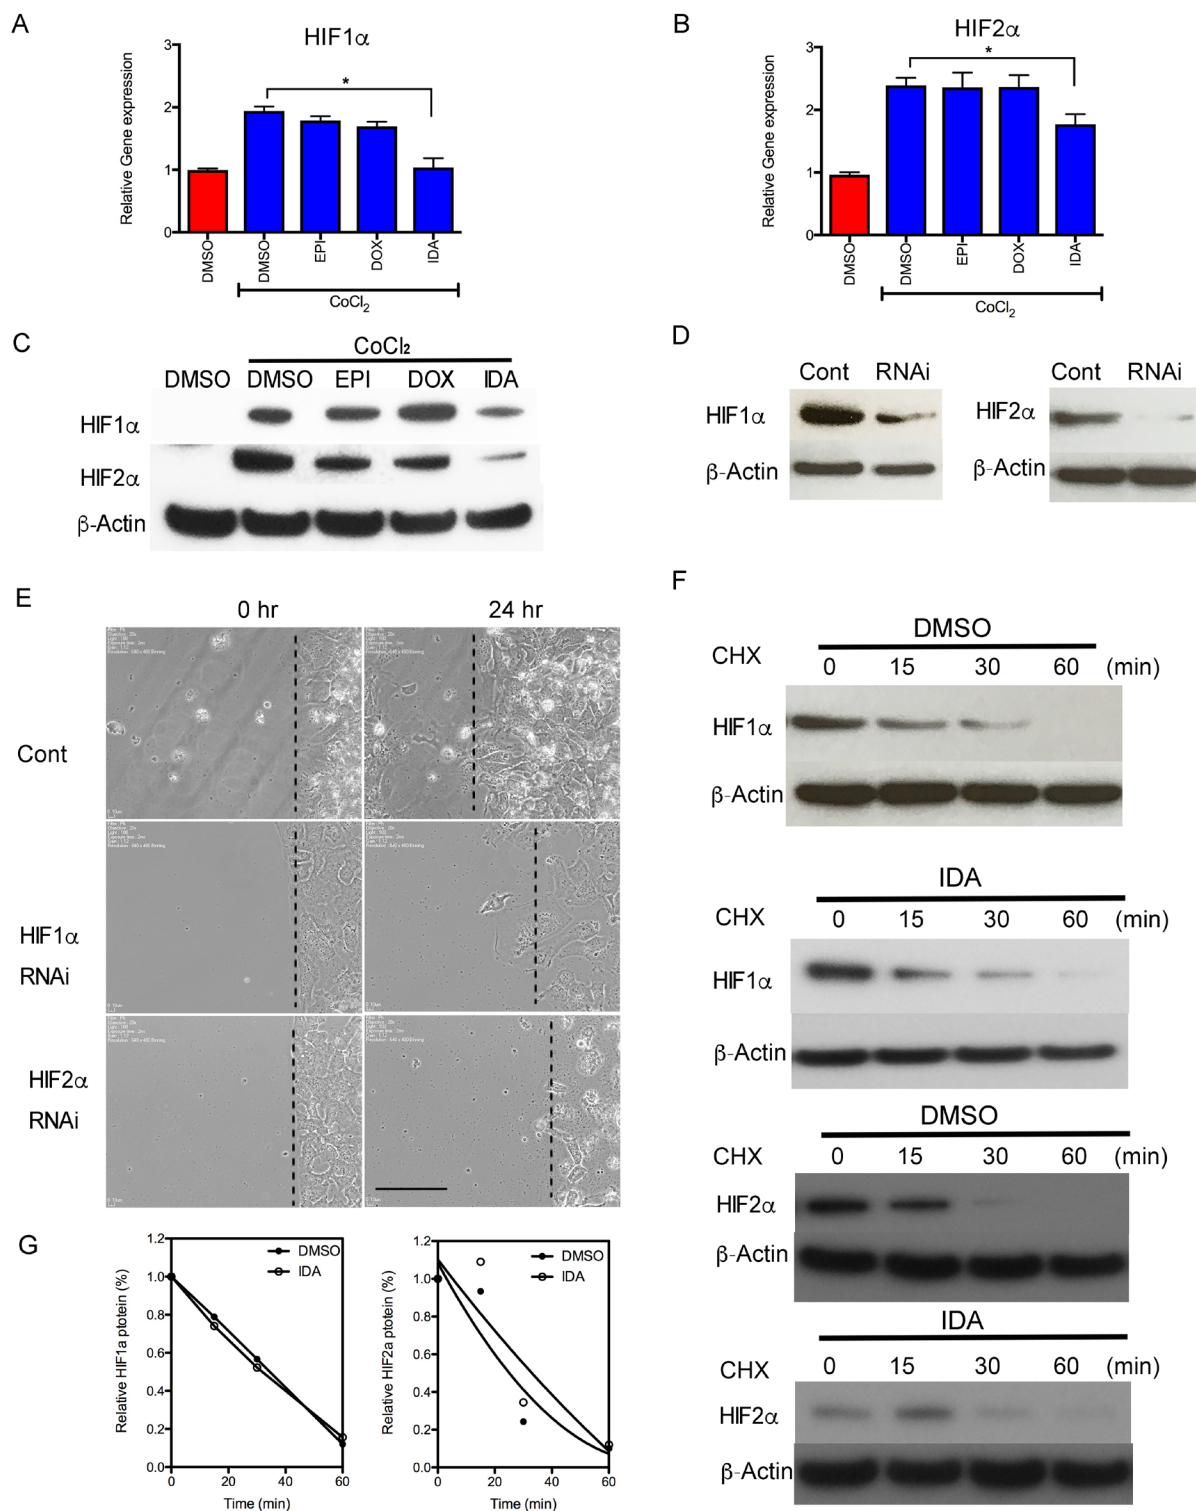 A
HIF1α
Relative Gene expression
3
2
1
0
*
DMSO
DMSO
EPI
DOX
IDA
CoCl2
B
HIF2α
Relative Gene expression
3
2
1
0
*
DMSO
DMSO
EPI
DOX
IDA
CoCl2
C
CoCl2
DMSO DMSO EPI DOX IDA
HIF1α
HIF2α
β-Actin
D
Cont RNAi
HIF1α
β-Actin
Cont RNAi
HIF2α
β-Actin
E
0 hr 24 hr
Cont
HIF1α
RNAi
HIF2α
RNAi
F
DMSO
CHX 0 15 30 60 (min)
HIF1α
β-Actin
IDA
CHX 0 15 30 60 (min)
HIF1α
β-Actin
DMSO
CHX 0 15 30 60 (min)
HIF2α
β-Actin
IDA
CHX 0 15 30 60 (min)
HIF2α
β-Actin
G
Relative HIF1a ptotein (%)
1.2
1.0
0.8
0.6
0.4
0.2
0.0
0 20 40 60
Time (min)
DMSO
IDA
Relative HIF2a ptotein (%)
1.2
1.0
0.8
0.6
0.4
0.2
0.0
0 20 40 60
Time (min)
DMSO
IDA